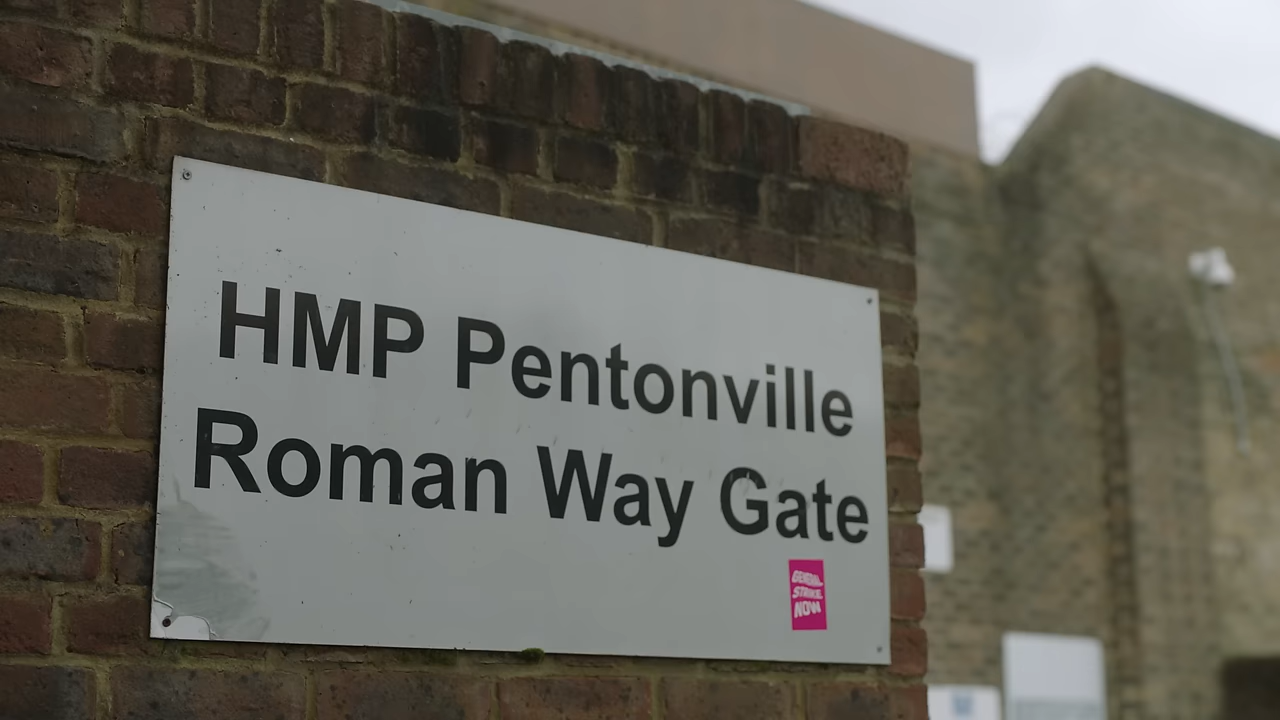 HMP Pentonville
Roman Way Gate
GENERAL
STRIKE
NOW